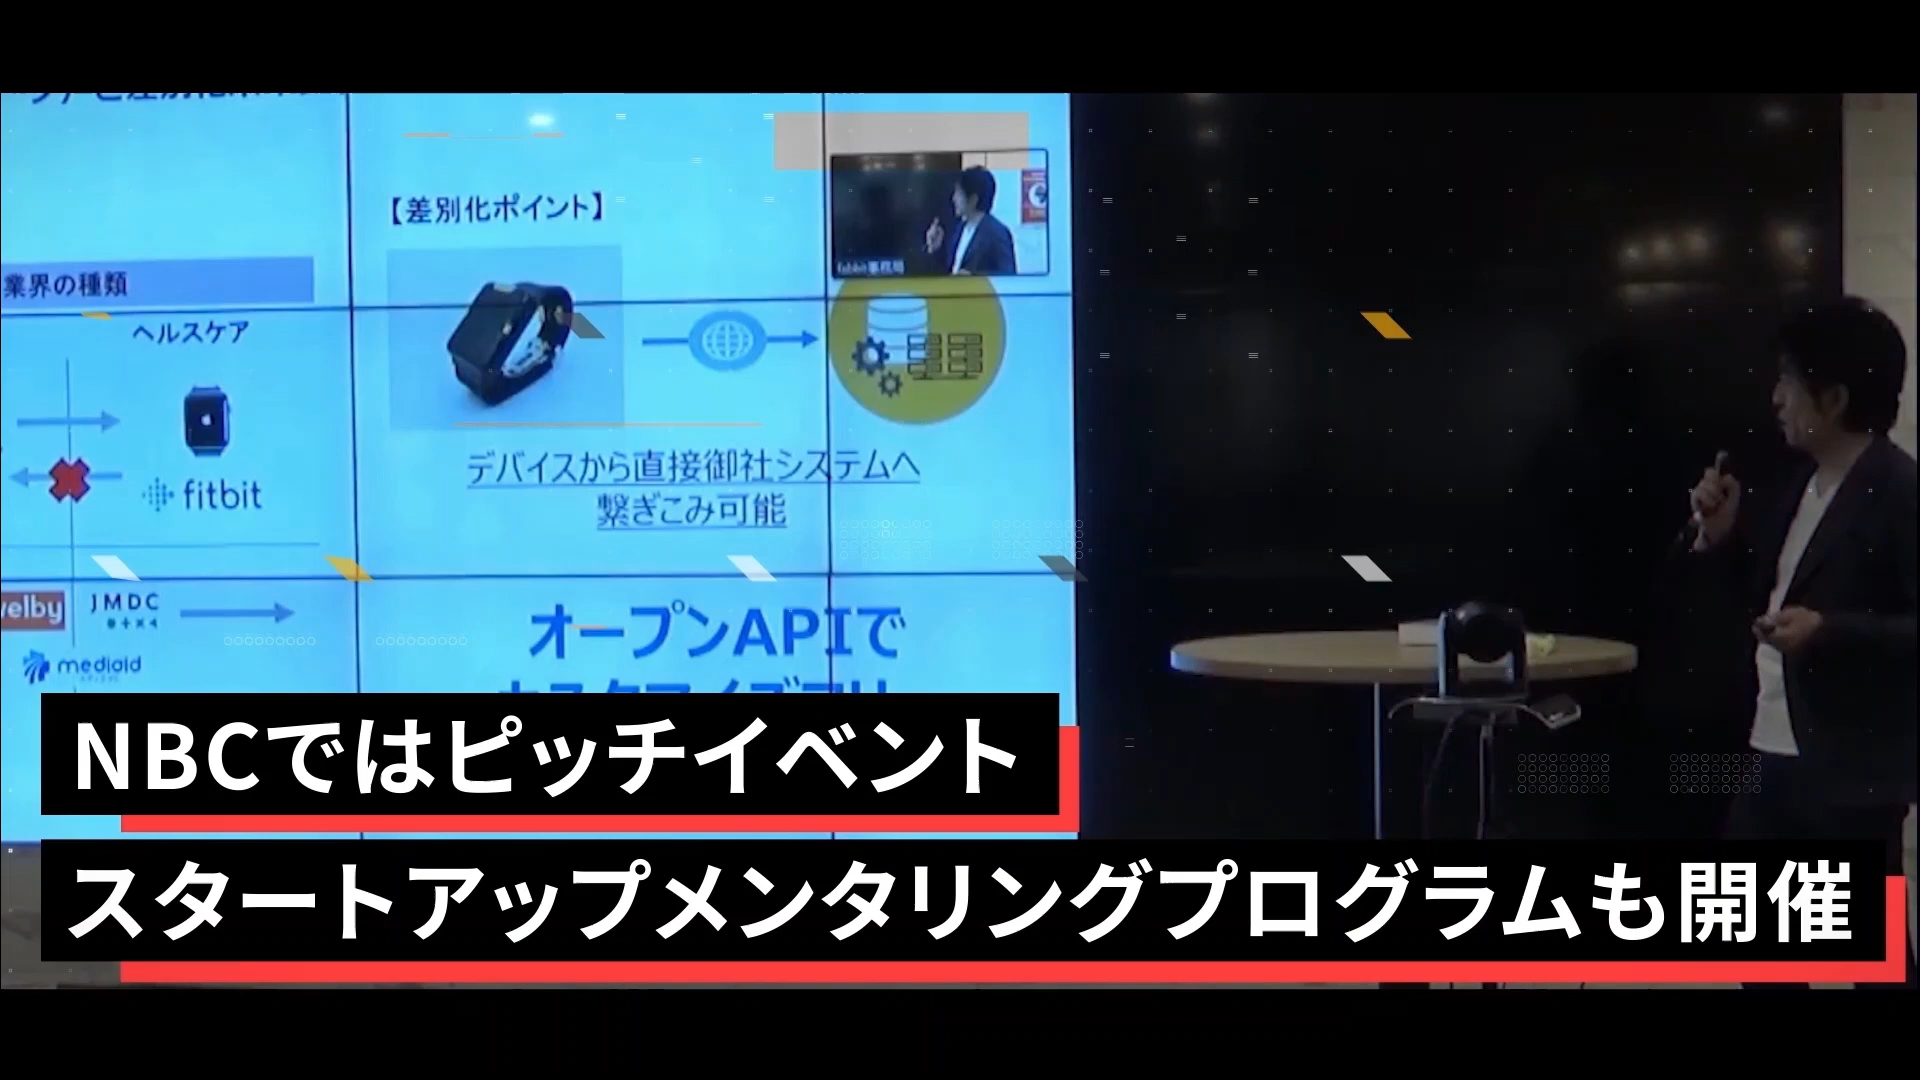 【差別化ポイント】
業界の種類
ヘルスケア
fitbit
デバイスから直接御社システムへ
繋ぎこみ可能
welby
JMDC
mediaid
オープンAPIで
NBCではピッチイベント
スタートアップメンタリングプログラムも開催